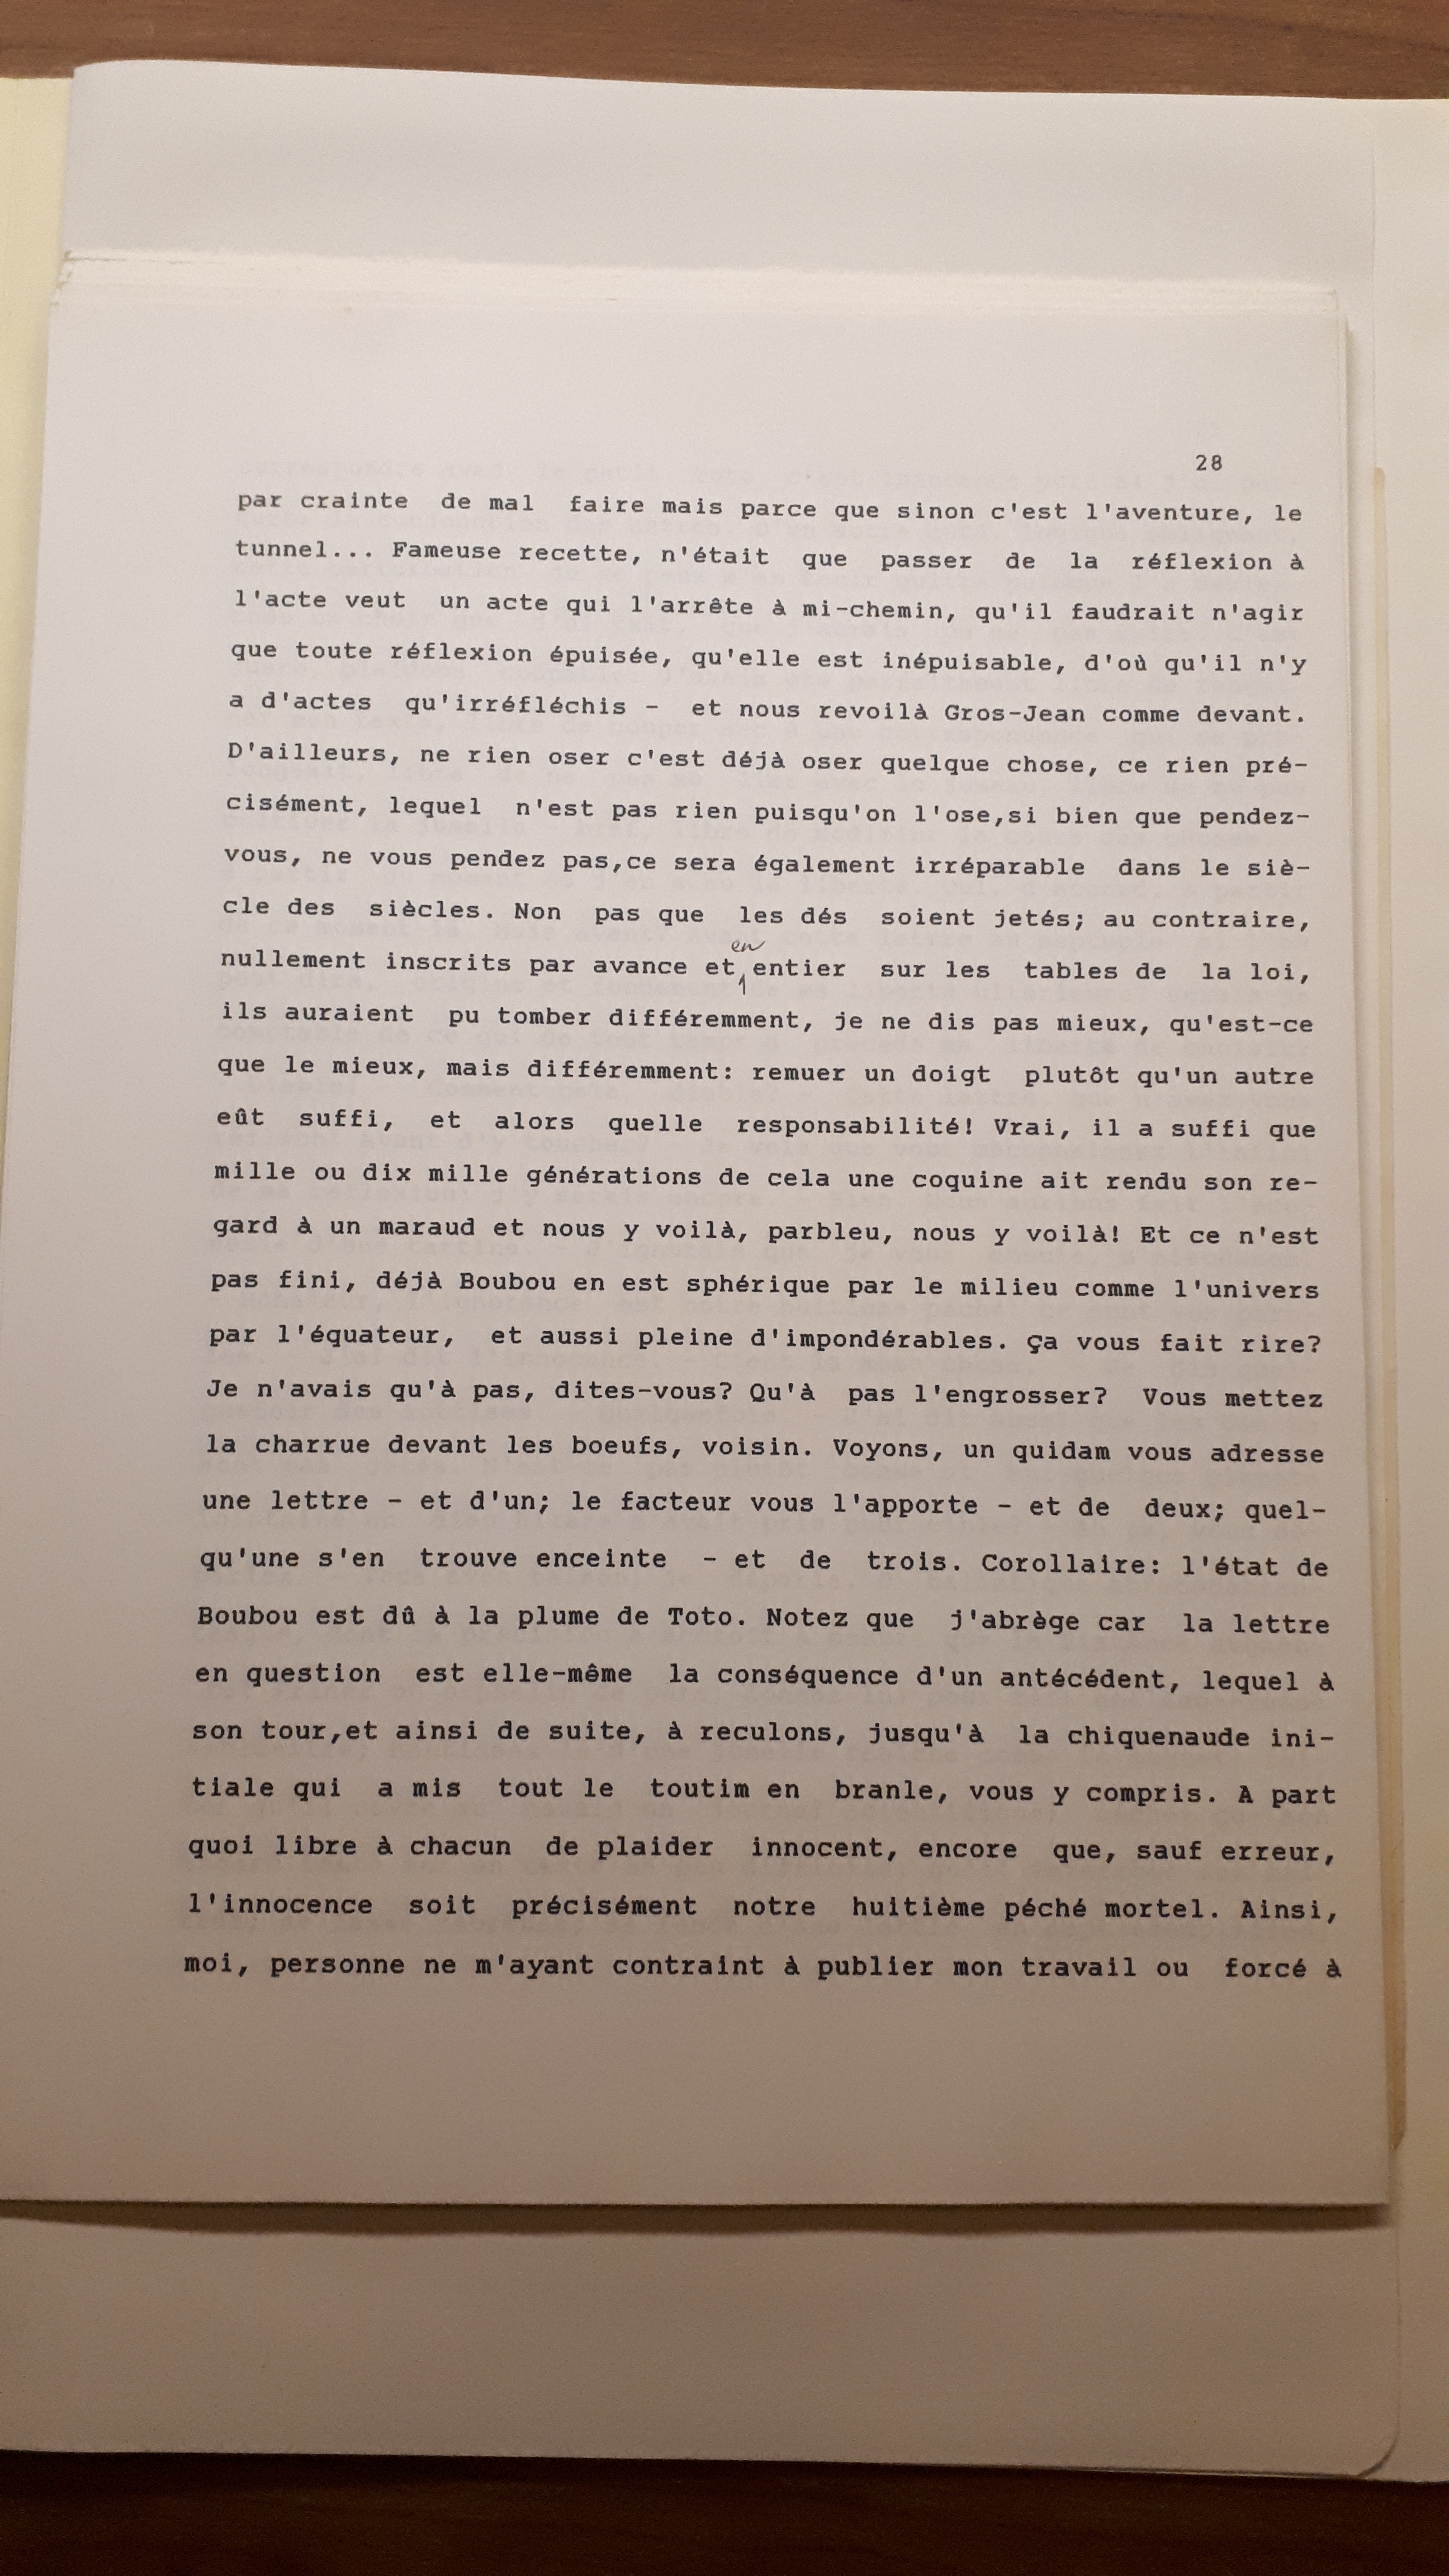 28
par crainte de mal faire mais parce que sinon c'est l'aventure, le
tunnel... Fameuse recette, n'était que passer de la réflexion à
l'acte veut un acte qui l'arrête à mi-chemin, qu'il faudrait n'agir
que toute réflexion épuisée, qu'elle est inépuisable, d'où qu'il n'y
a d'actes qu'irréfléchis - et nous revoilà Gros-Jean comme devant.
D'ailleurs, ne rien oser c'est déjà oser quelque chose, ce rien pré-
cisément, lequel n'est pas rien puisqu'on l'ose,si bien que pendez-
vous, ne vous pendez pas,ce sera également irréparable dans le siè-
cle des siècles. Non pas que les dés soient jetés; au contraire,
nullement inscrits par avance et en entier sur les tables de la loi,
ils auraient pu tomber différemment, je ne dis pas mieux, qu'est-ce
que le mieux, mais différemment: remuer un doigt plutôt qu'un autre
eût suffi, et alors quelle responsabilité! Vrai, il a suffi que
mille ou dix mille générations de cela une coquine ait rendu son re-
gard à un maraud et nous y voilà, parbleu, nous y voilà! Et ce n'est
pas fini, déjà Boubou en est sphérique par le milieu comme l'univers
par l'équateur, et aussi pleine d'impondérables. ça vous fait rire?
Je n'avais qu'à pas, dites-vous? Qu'à pas l'engrosser? Vous mettez
la charrue devant les boeufs, voisin. Voyons, un quidam vous adresse
une lettre - et d'un; le facteur vous l'apporte - et de deux; quel-
qu'une s'en trouve enceinte - et de trois. Corollaire: l'état de
Boubou est dû à la plume de Toto. Notez que j'abrège car la lettre
en question est elle-même la conséquence d'un antécédent, lequel à
son tour,et ainsi de suite, à reculons, jusqu'à la chiquenaude ini-
tiale qui a mis tout le toutim en branle, vous y compris. A part
quoi libre à chacun de plaider innocent, encore que, sauf erreur,
l'innocence soit précisément notre huitième péché mortel. Ainsi,
moi, personne ne m'ayant contraint à publier mon travail ou forcé à